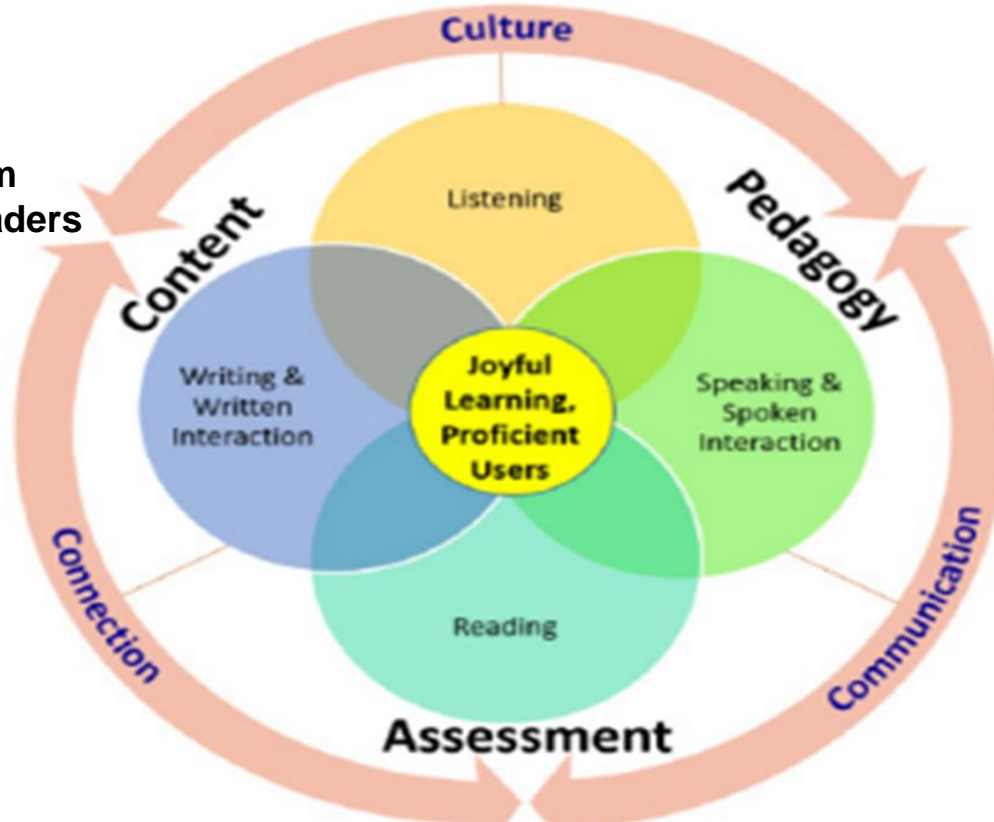 Culture
Listening
Content
Pedagogy
Writing &
Written
Interaction
Joyful
Learning,
Proficient
Users
Speaking &
Spoken
Interaction
Connection
Communication
Reading
Assessment